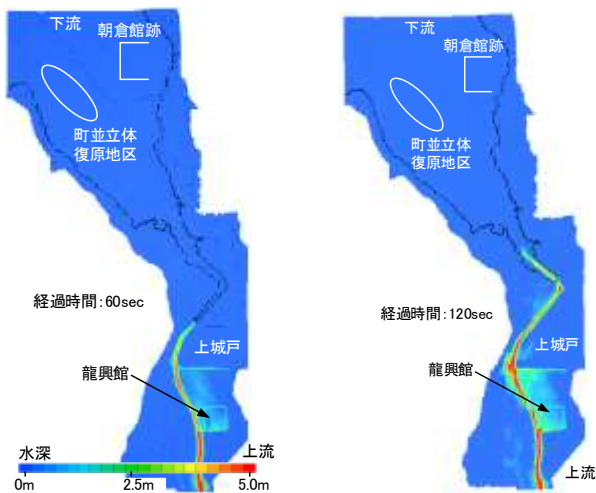 下流
朝倉館跡
町並立体
復原地区
経過時間:60sec
上城戸
龍興館
水深
上流
0m
2.5m
5.0m
下流
朝倉館跡
町並立体
復原地区
経過時間:120sec
上城戸
龍興館
上流